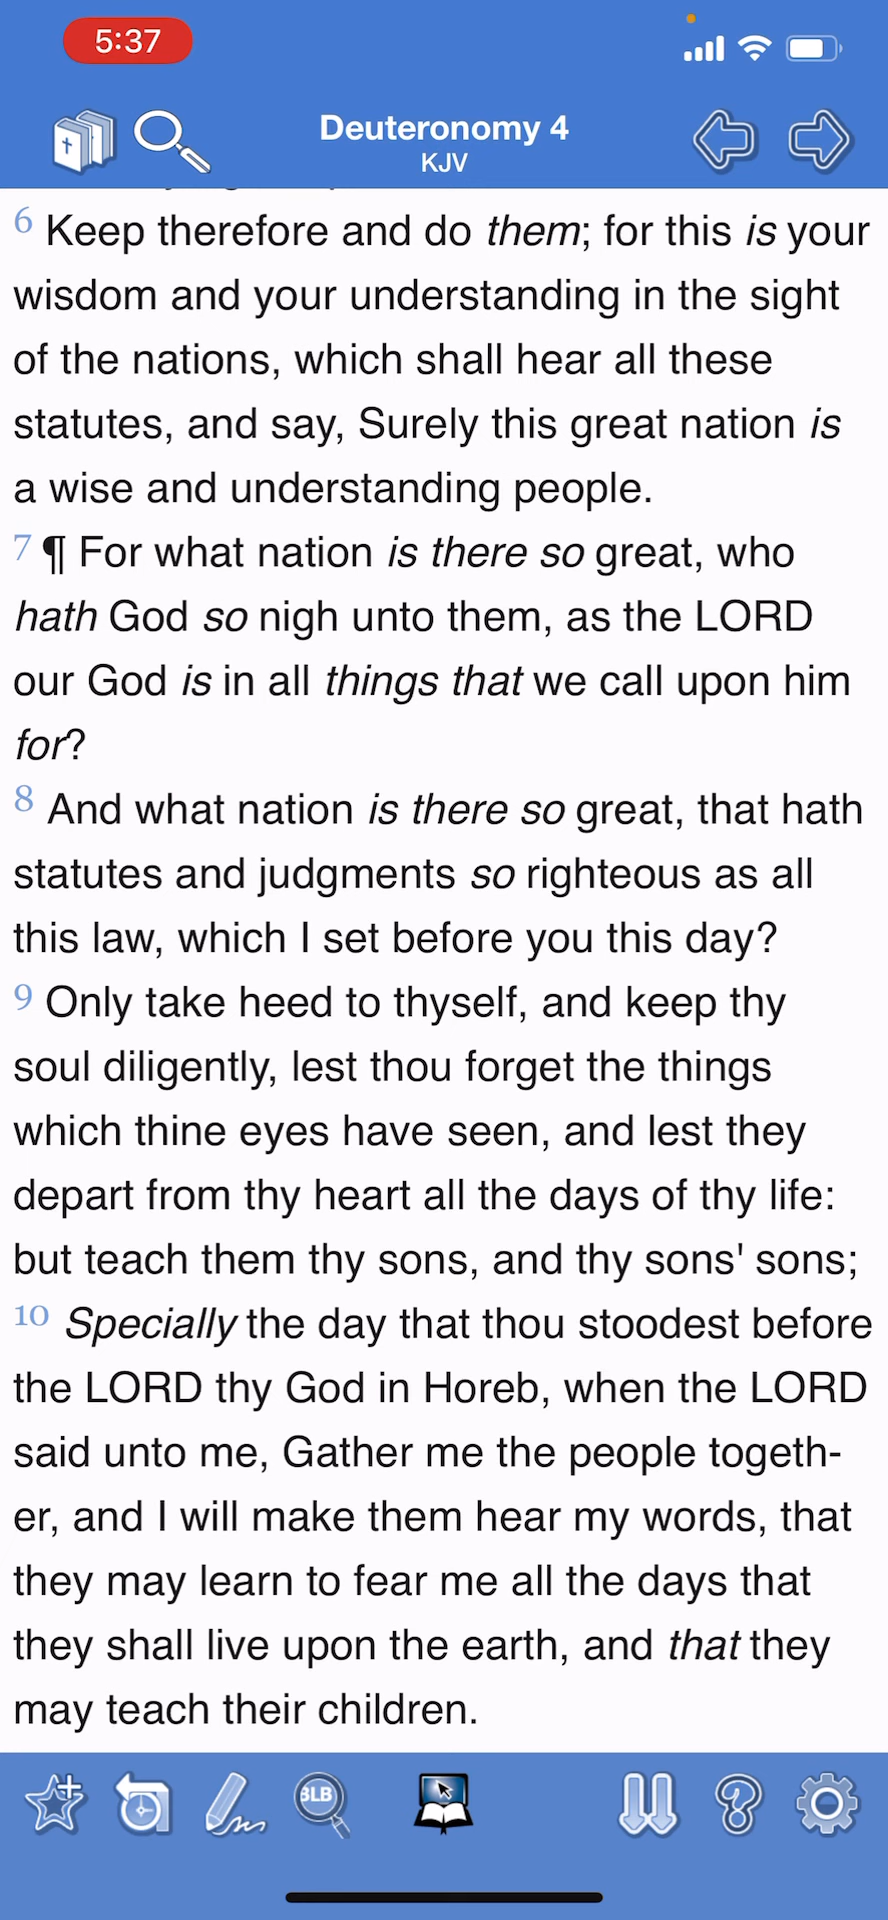 5:37
Deuteronomy 4
KJV
6 Keep therefore and do them; for this is your
wisdom and your understanding in the sight
of the nations, which shall hear all these
statutes, and say, Surely this great nation is
a wise and understanding people.
7 ¶ For what nation is there so great, who
hath God so nigh unto them, as the LORD
our God is in all things that we call upon him
for?
8 And what nation is there so great, that hath
statutes and judgments so righteous as all
this law, which I set before you this day?
9 Only take heed to thyself, and keep thy
soul diligently, lest thou forget the things
which thine eyes have seen, and lest they
depart from thy heart all the days of thy life:
but teach them thy sons, and thy sons' sons;
10 Specially the day that thou stoodest before
the LORD thy God in Horeb, when the LORD
said unto me, Gather me the people togeth-
er, and I will make them hear my words, that
they may learn to fear me all the days that
they shall live upon the earth, and that they
may teach their children.
BLB